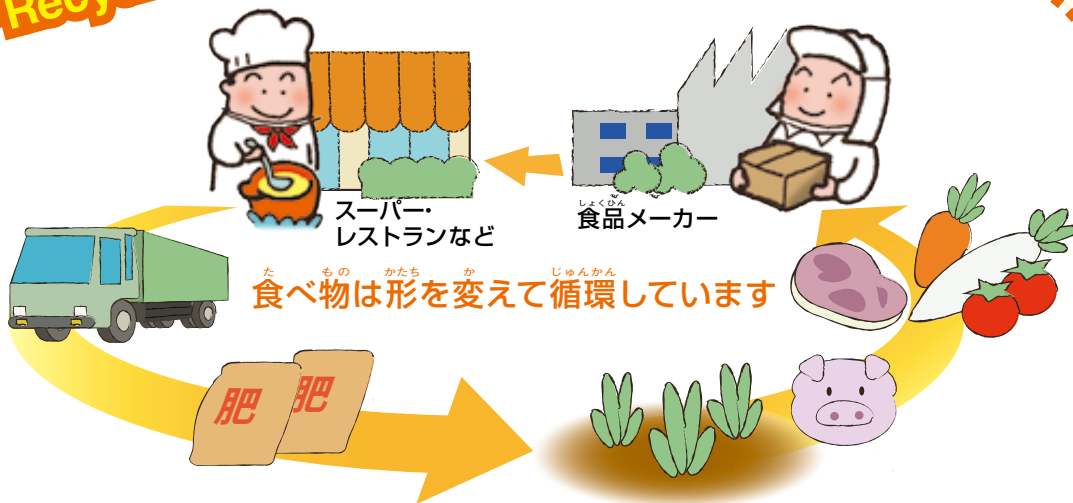 Recy
スーパー・
レストランなど
しょくひん
食品メーカー
た もの かたち か じゅんかん
食べ物は形を変えて循環しています
肥 肥